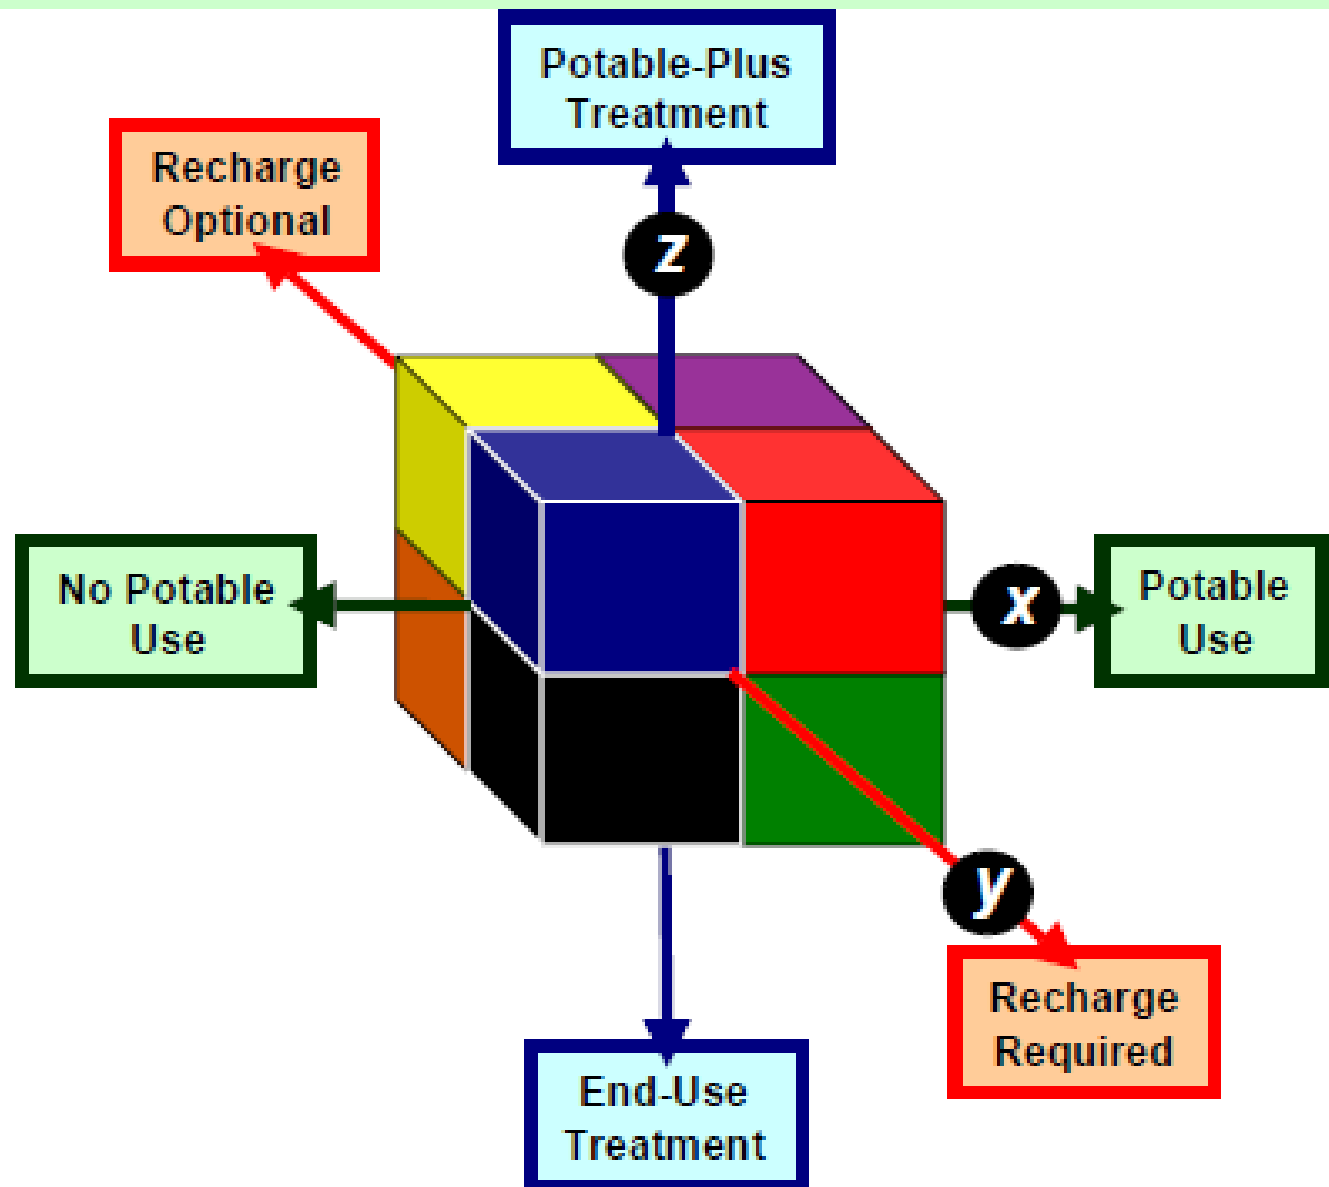 Potable-Plus
Treatment
Recharge
Optional
z
No Potable
Use
x
Potable
Use
y
Recharge
Required
End-Use
Treatment